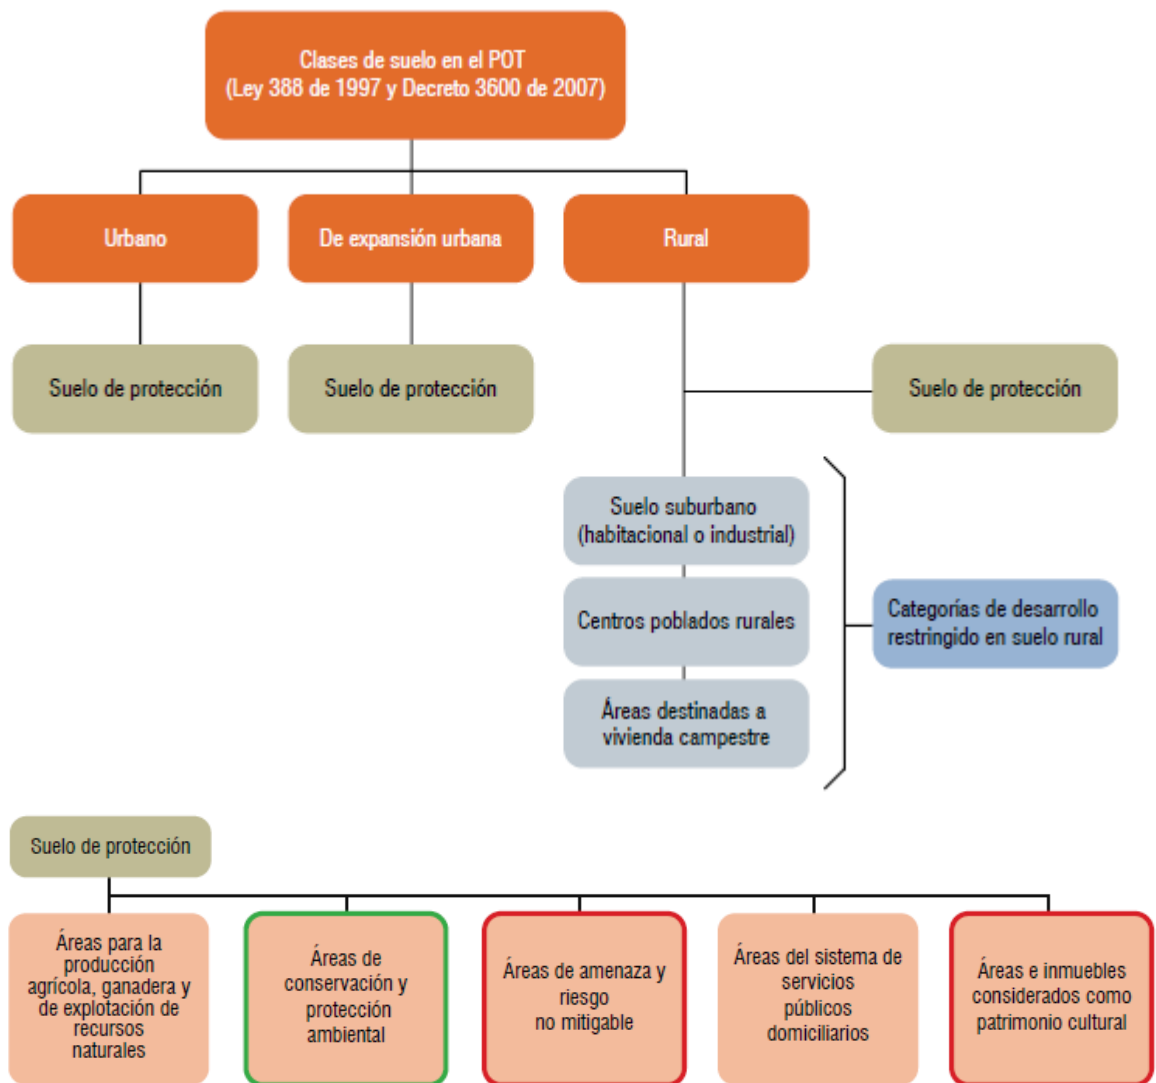 Clases de suelo en el POT
(Ley 388 de 1997 y Decreto 3600 de 2007)
Urbano
De expansión urbana
Rural
Suelo de protección
Suelo de protección
Suelo de protección
Suelo suburbano
(habitacional o industrial)
Centros poblados rurales
Áreas destinadas a
vivienda campestre
Categorías de desarrollo
restringido en suelo rural
Suelo de protección
Áreas para la
producción
agrícola, ganadera y
de explotación de
recursos
naturales
Áreas de
conservación y
protección
ambiental
Áreas de amenaza y
riesgo
no mitigable
Áreas del sistema de
servicios
públicos
domiciliarios
Áreas e inmuebles
considerados como
patrimonio cultural